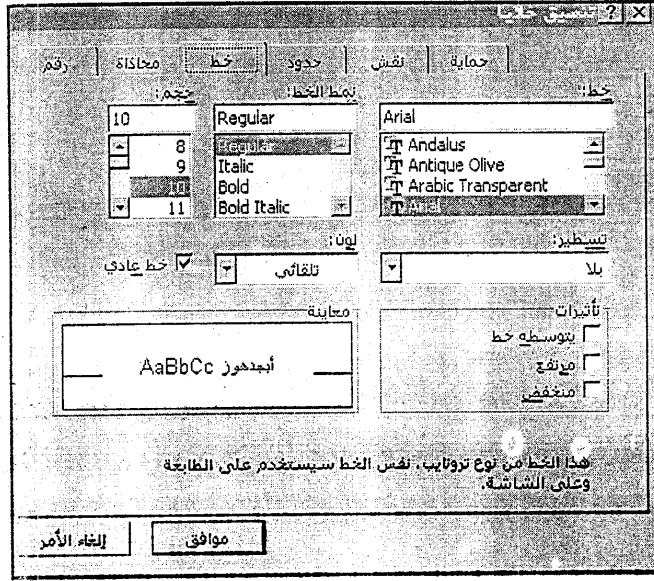 تنسيق خلايا
رقم محاذاة خط حدود نقش حماية
خط: نمط الخط: حجم:
Arial Regular 10
Andalus Regular 8
Antique Olive Italic 9
Arabic Transparent Bold 10
Arial Bold Italic 11
تسطير: لون:
بلا تلقائي خط عادي
تأثيرات معاينة
يتوسطه خط
مرتفع
منخفض
أبجدهوز AaBbCc
هذا الخط من نوع تروتايب، نفس الخط سيستخدم على الطابعة
وعلى الشاشة.
موافق إلغاء الأمر